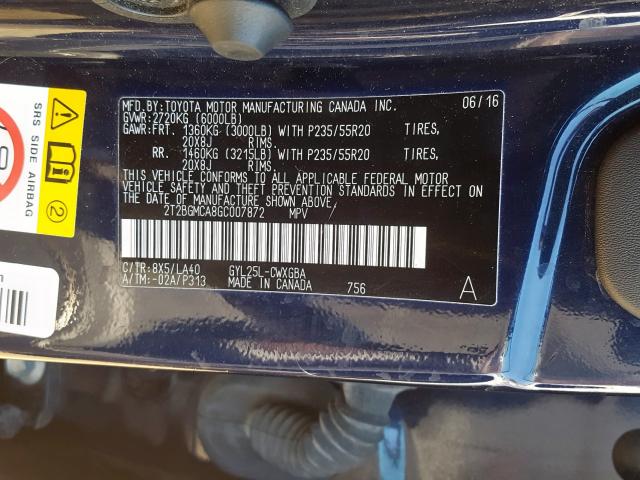 MFD.BY:TOYOTA MOTOR MANUFACTURING CANADA INC. 06/16
GVWR:2720KG (6000LB)
GAWR:FRT. 1360KG (3000LB) WITH P235/55R20 TIRES,
20X8J RIMS.
RR. 1460KG (3215LB) WITH P235/55R20 TIRES,
20X8J RIMS.
THIS VEHICLE CONFORMS TO ALL APPLICABLE FEDERAL MOTOR
VEHICLE SAFETY AND THEFT PREVENTION STANDARDS IN EFFECT ON
THE DATE OF MANUFACTURE SHOWN ABOVE.
2T2BGMCA8GC007872 MPV
C/TR:8X5/LA40 GYL25L-CWXGBA
A/TM:-02A/P313 MADE IN CANADA 756 A
SRS SIDE AIRBAG
2